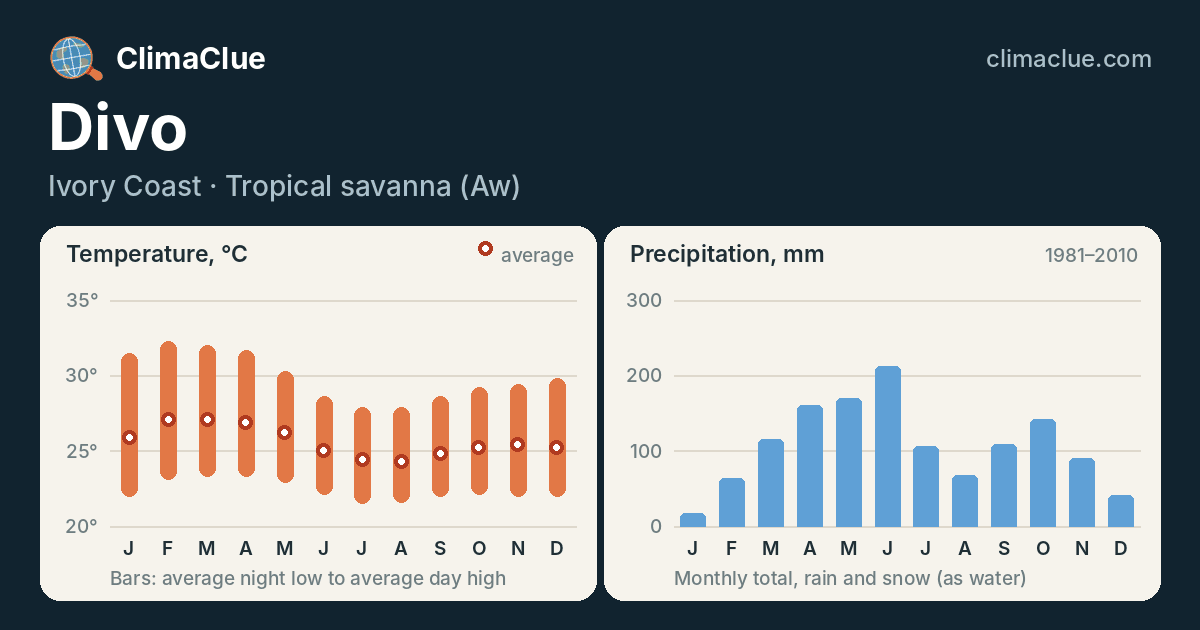 ClimaClue
climaclue.com
Divo
Ivory Coast · Tropical savanna (Aw)
Temperature, °C
average
35°
30°
25°
20°
J F M A M J J A S O N D
Bars: average night low to average day high
Precipitation, mm
1981–2010
300
200
100
0
J F M A M J J A S O N D
Monthly total, rain and snow (as water)